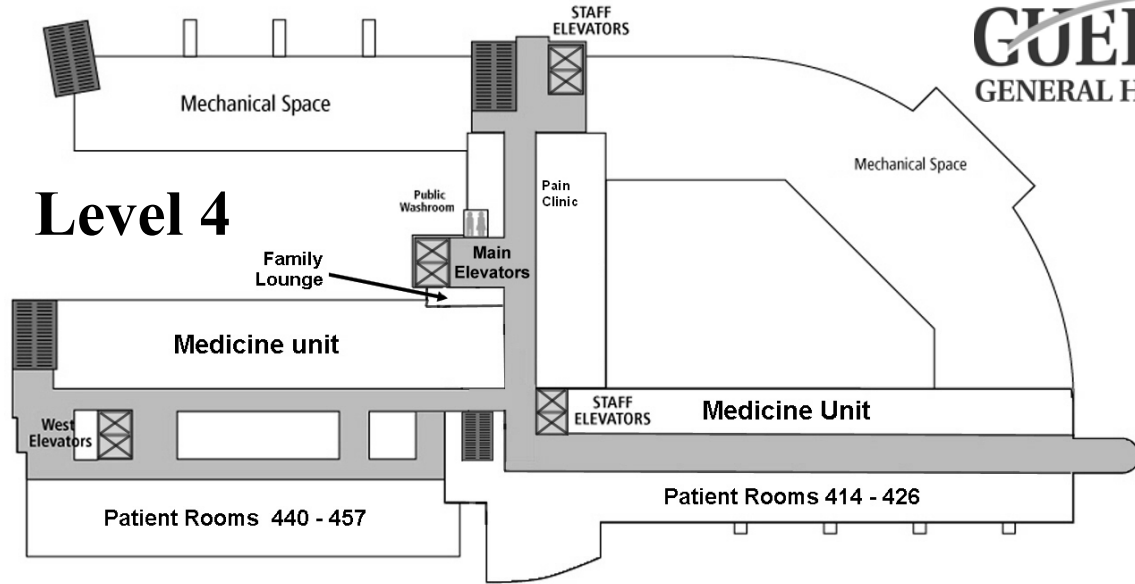 STAFF
ELEVATORS
GENERAL H
Mechanical Space
Mechanical Space
Level 4
Public
Washroom
Pain
Clinic
Main
Elevators
Family
Lounge
Medicine unit
West
Elevators
STAFF
ELEVATORS
Medicine Unit
Patient Rooms 440 - 457
Patient Rooms 414 - 426